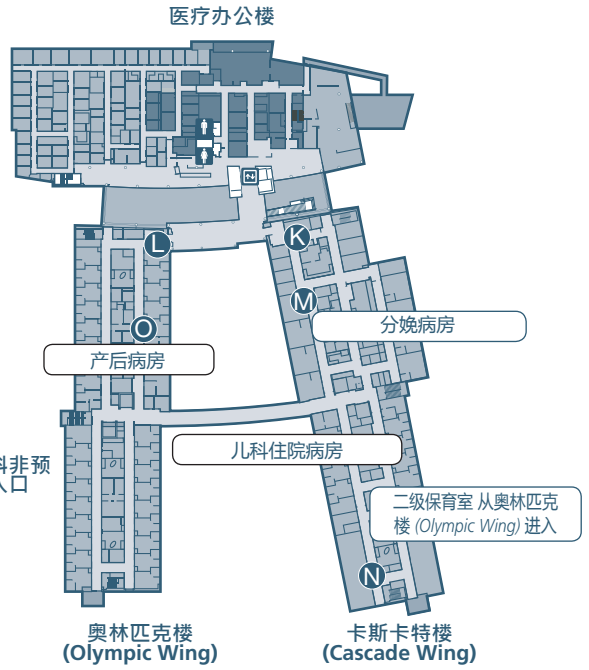 医疗办公楼
L
K
M
O
分娩病房
产后病房
儿科住院病房
科非预
入口
二级保育室 从奥林匹克
楼 (Olympic Wing) 进入
N
奥林匹克楼
(Olympic Wing)
卡斯卡特楼
(Cascade Wing)